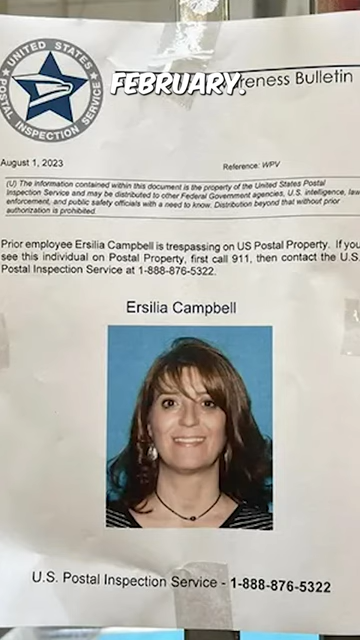 UNITED STATES
POSTAL
INSPECTION SERVICE
FEBRUARY.
reness Bulletin
August 1, 2023
Reference: WPV
(U) The information contained within this document is the property of the United States Postal
Inspection Service and may be distributed to other Federal Government agencies, U.S. intelligence, law
enforcement, and public safety officials with a need to know. Distribution beyond that without prior
authorization is prohibited.
Prior employee Ersilia Campbell is trespassing on US Postal Property. If you
see this individual on Postal Property, first call 911, then contact the U.S.
Postal Inspection Service at 1-888-876-5322.
Ersilia Campbell
U.S. Postal Inspection Service - 1-888-876-5322